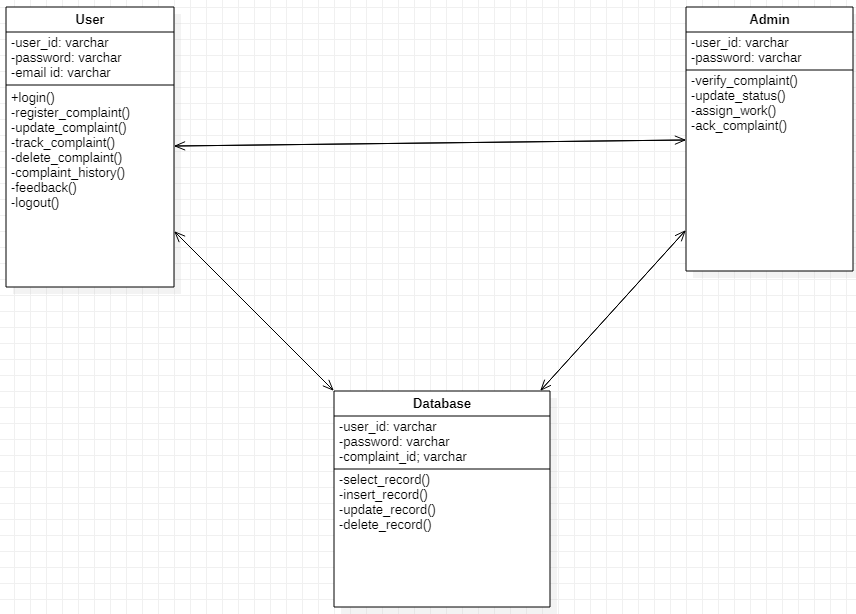 User
-user_id: varchar
-password: varchar
-email id: varchar
+login()
-register_complaint()
-update_complaint()
-track_complaint()
-delete_complaint()
-complaint_history()
-feedback()
-logout()
Admin
-user_id: varchar
-password: varchar
-verify_complaint()
-update_status()
-assign_work()
-ack_complaint()
Database
-user_id: varchar
-password: varchar
-complaint_id; varchar
-select_record()
-insert_record()
-update_record()
-delete_record()